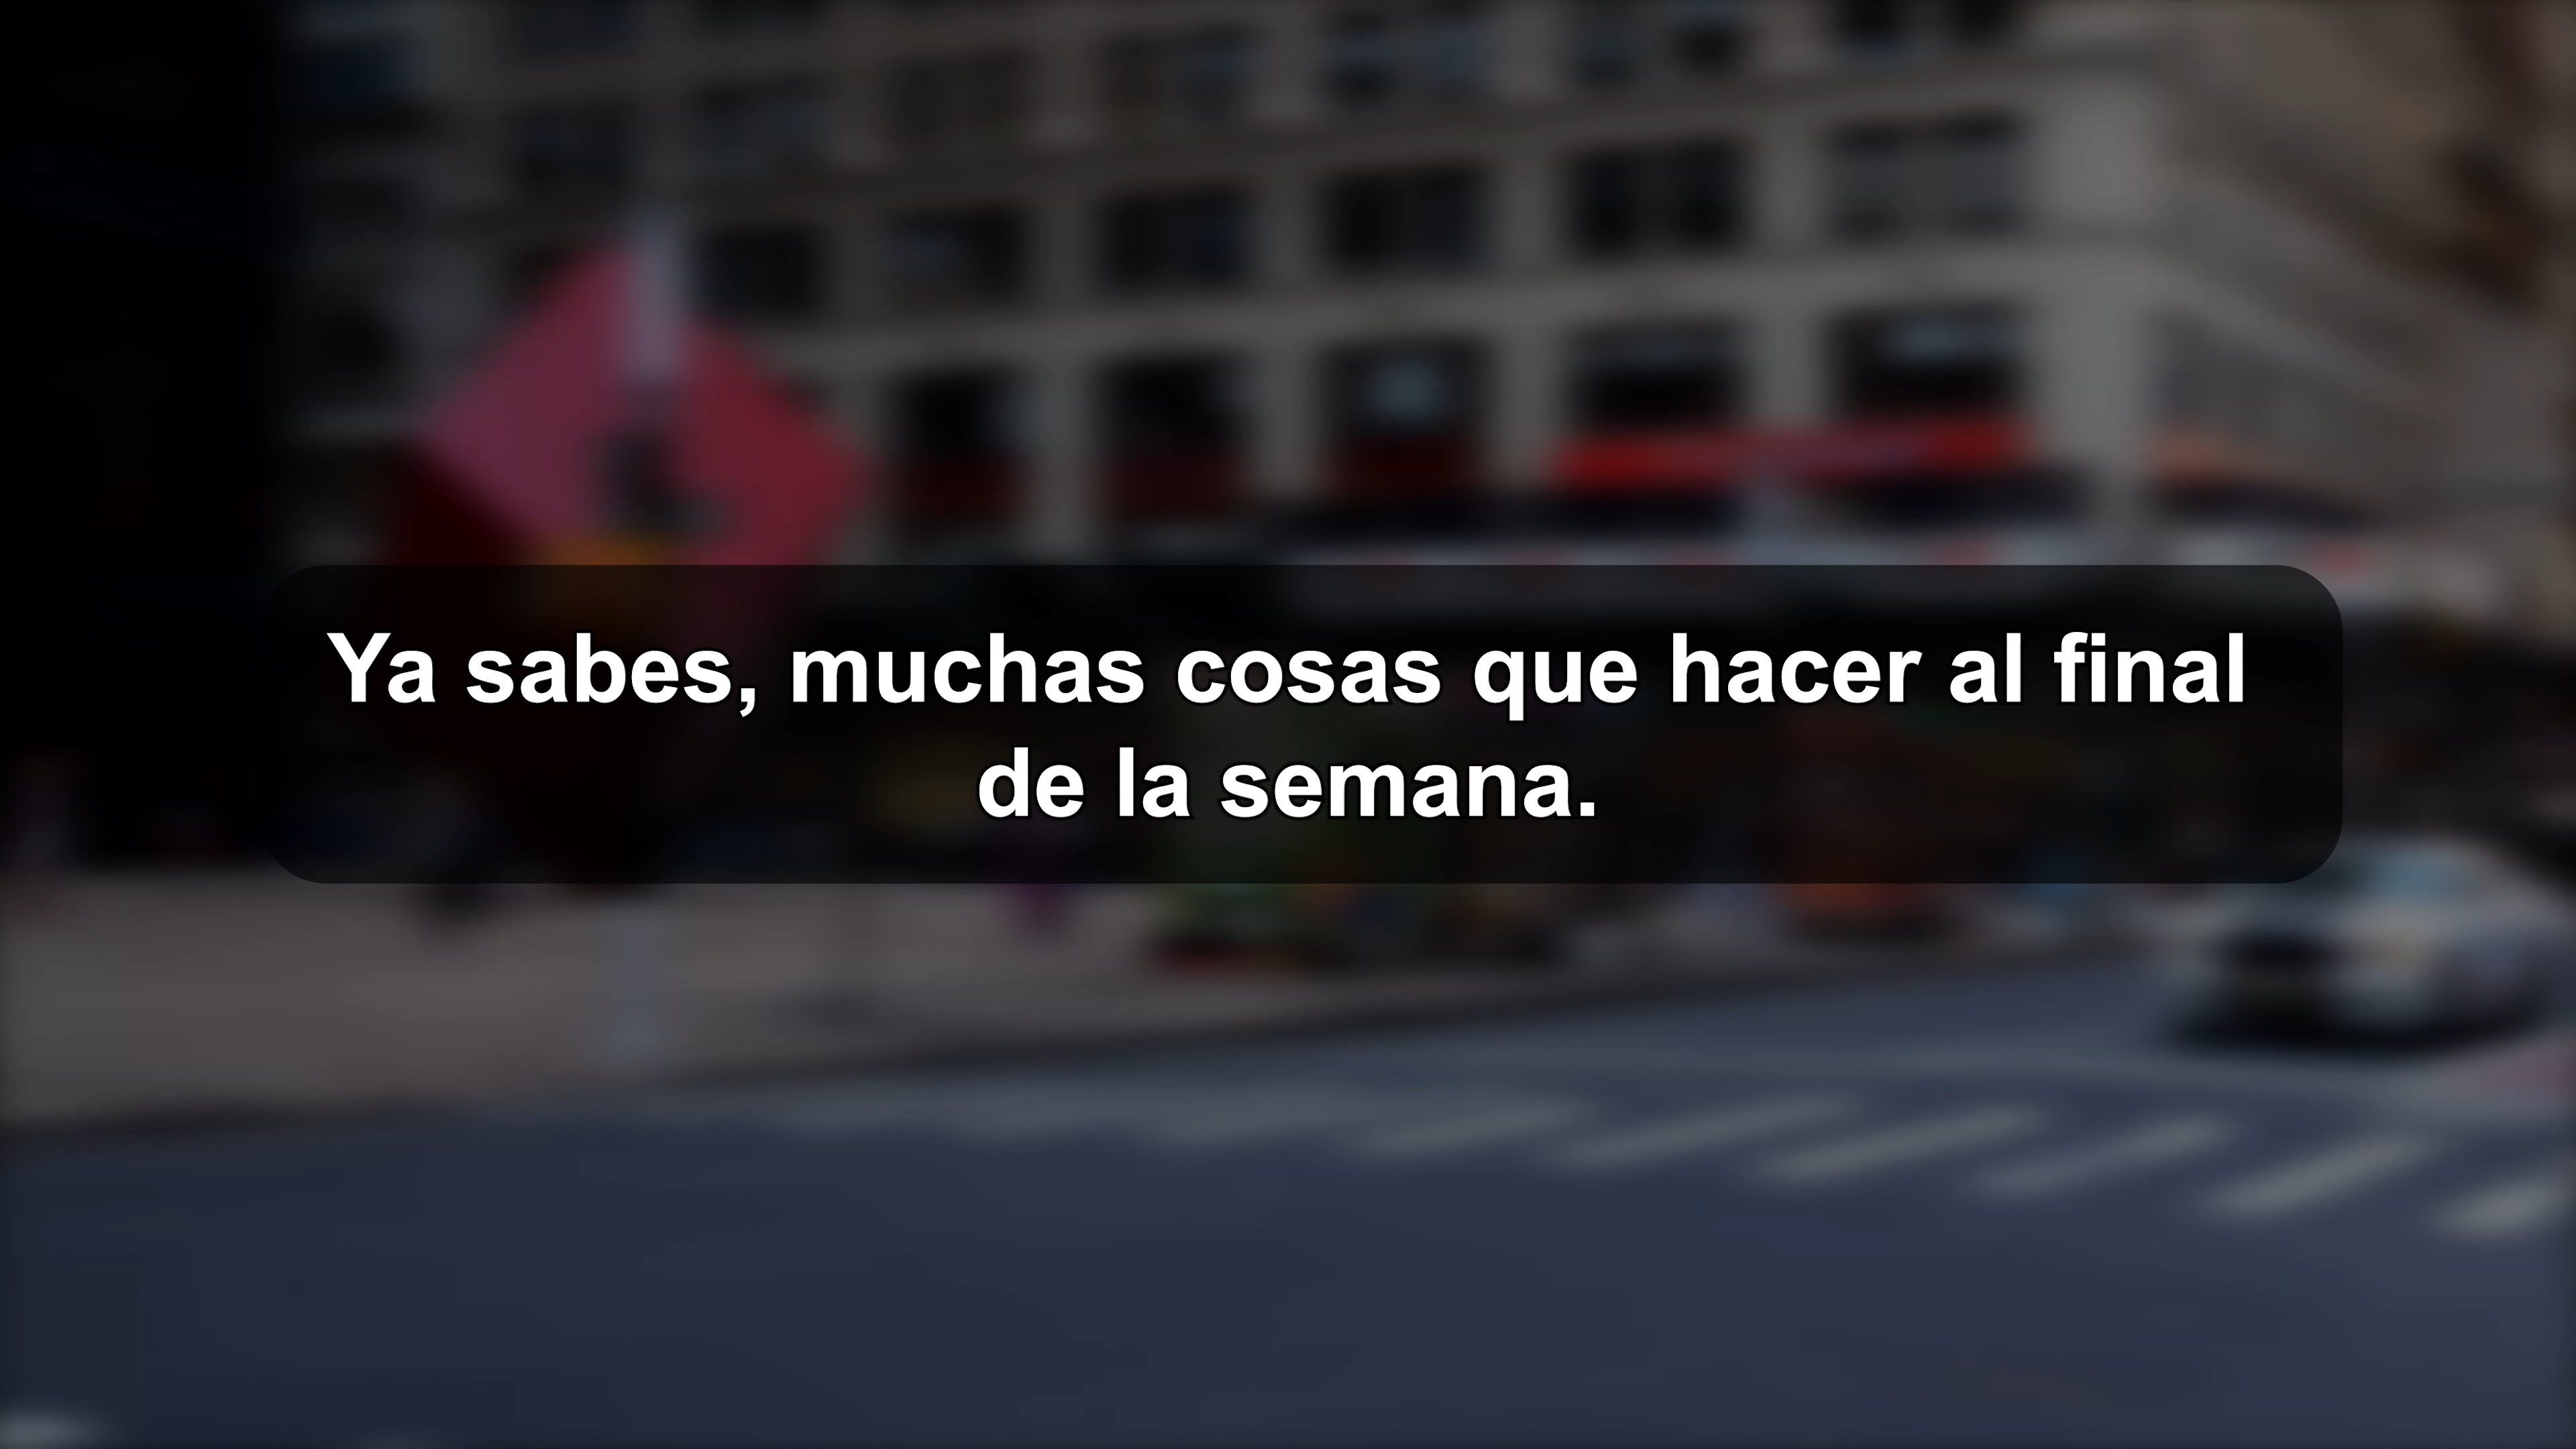 Ya sabes, muchas cosas que hacer al final
de la semana.